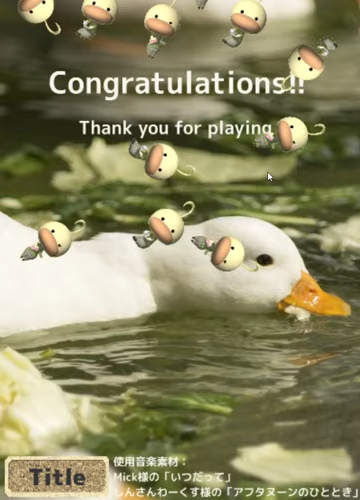 Congratulations!!
Thank you for playing
使用音楽素材：
Mick様の「いつだって」
しんさんわーくす様の「アフタヌーンのひととき」
Title